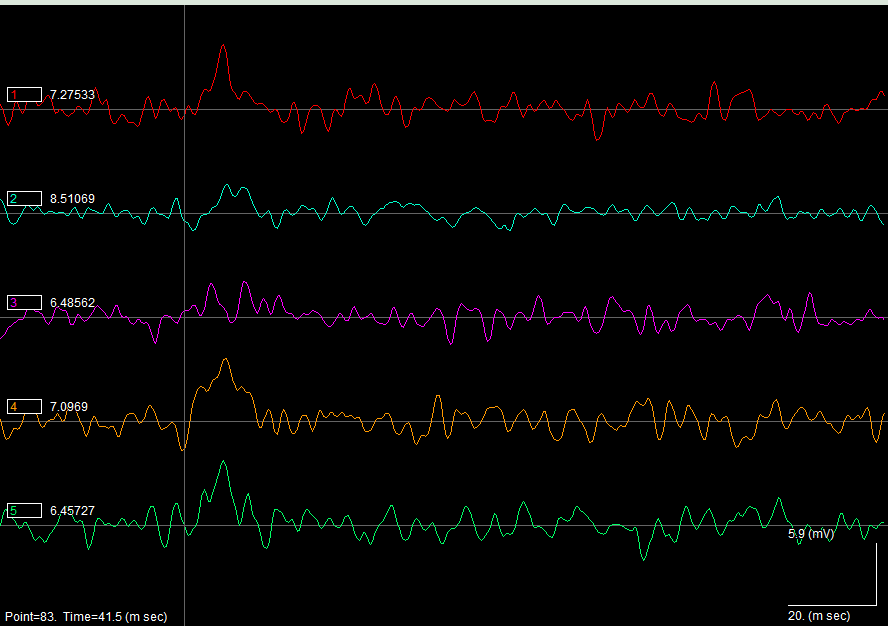 1 7.27533
2 8.51069
3 6.48562
4 7.0969
5 6.45727
5.9 (mV)
Point=83. Time=41.5 (m sec)
20. (m sec)